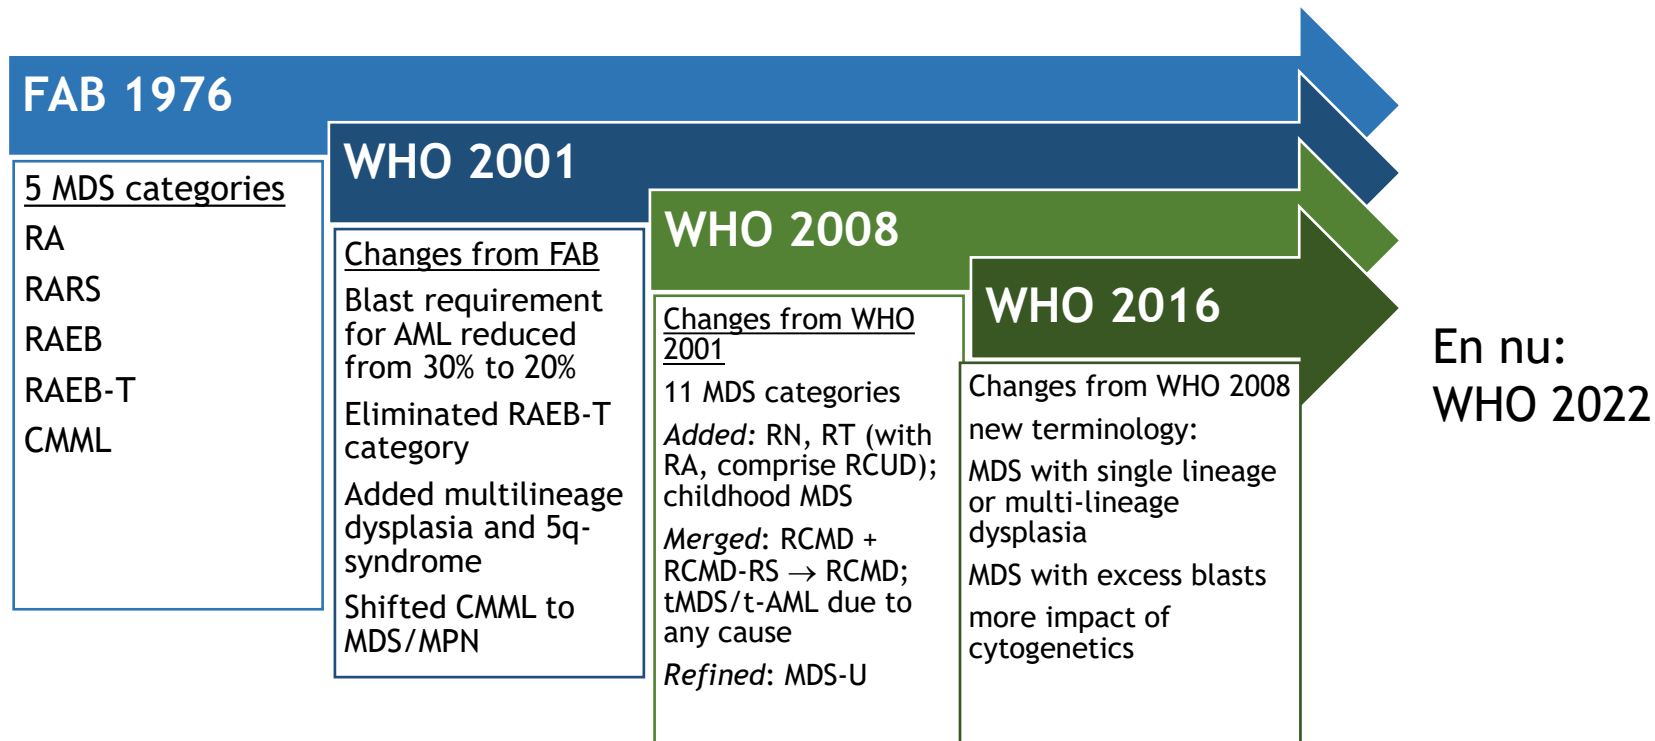 FAB 1976
5 MDS categories
RA
RARS
RAEB
RAEB-T
CMML
WHO 2001
Changes from FAB
Blast requirement
for AML reduced
from 30% to 20%
Eliminated RAEB-T
category
Added multilineage
dysplasia and 5q-
syndrome
Shifted CMML to
MDS/MPN
WHO 2008
Changes from WHO
2001
11 MDS categories
Added: RN, RT (with
RA, comprise RCUD);
childhood MDS
Merged: RCMD +
RCMD-RS → RCMD;
tMDS/t-AML due to
any cause
Refined: MDS-U
WHO 2016
Changes from WHO 2008
new terminology:
MDS with single lineage
or multi-lineage
dysplasia
MDS with excess blasts
more impact of
cytogenetics
En nu:
WHO 2022